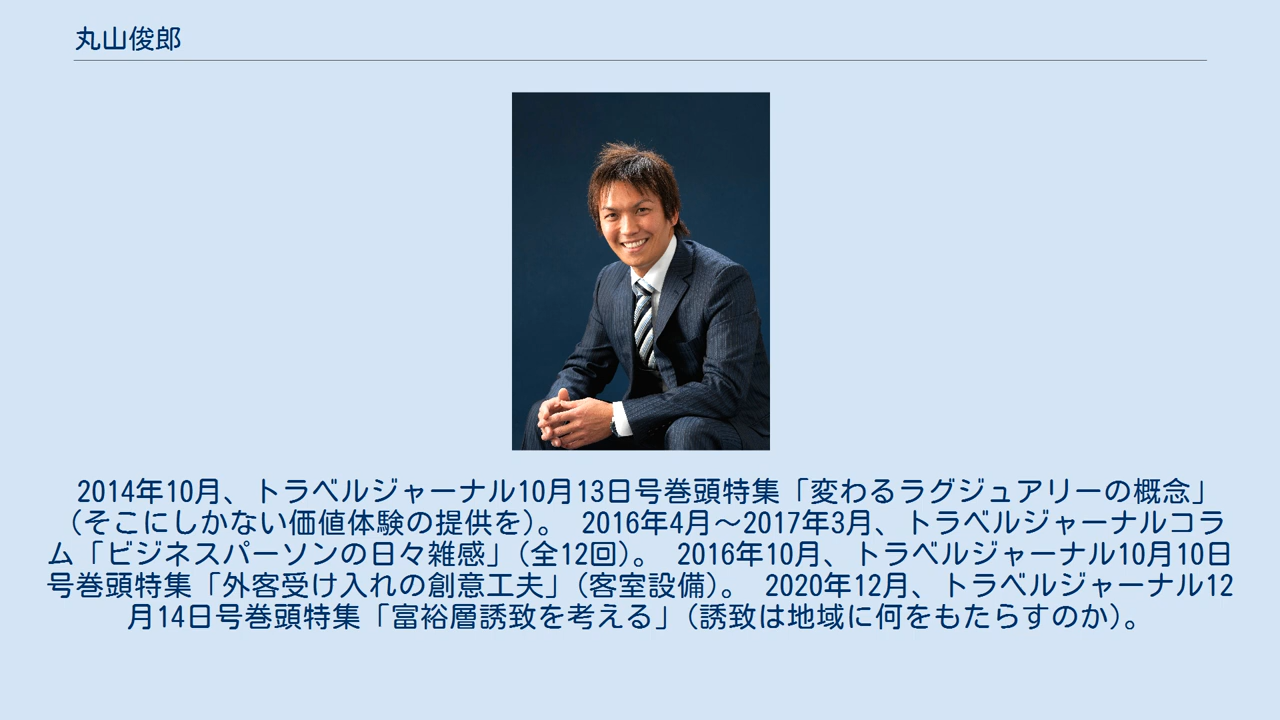 丸山俊郎
2014年10月、トラベルジャーナル10月13日号巻頭特集「変わるラグジュアリーの概念」
（そこにしかない価値体験の提供を）。 2016年4月～2017年3月、トラベルジャーナルコラ
ム「ビジネスパーソンの日々雑感」（全12回）。 2016年10月、トラベルジャーナル10月10日
号巻頭特集「外客受け入れの創意工夫」（客室設備）。 2020年12月、トラベルジャーナル12
月14日号巻頭特集「富裕層誘致を考える」（誘致は地域に何をもたらすのか）。